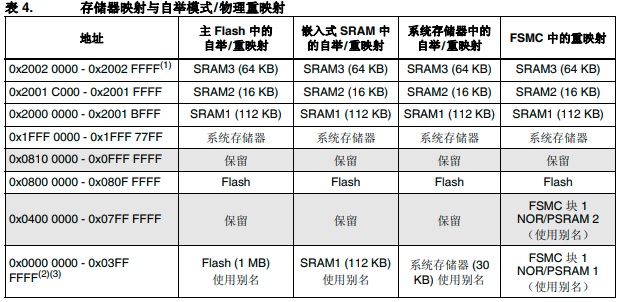 表 4. 存储器映射与自举模式/物理重映射
地址 主 Flash 中的自举/重映射 嵌入式 SRAM 中的自举/重映射 系统存储器中的自举/重映射 FSMC 中的重映射
0x2002 0000 - 0x2002 FFFF(1) SRAM3 (64 KB) SRAM3 (64 KB) SRAM3 (64 KB) SRAM3 (64 KB)
0x2001 C000 - 0x2001 FFFF SRAM2 (16 KB) SRAM2 (16 KB) SRAM2 (16 KB) SRAM2 (16 KB)
0x2000 0000 - 0x2001 BFFF SRAM1 (112 KB) SRAM1 (112 KB) SRAM1 (112 KB) SRAM1 (112 KB)
0x1FFF 0000 - 0x1FFF 77FF 系统存储器 系统存储器 系统存储器 系统存储器
0x0810 0000 - 0x0FFF FFFF 保留 保留 保留 保留
0x0800 0000 - 0x080F FFFF Flash Flash Flash Flash
0x0400 0000 - 0x07FF FFFF 保留 保留 保留 FSMC 块 1 NOR/PSRAM 2（使用别名）
0x0000 0000 - 0x03FF FFFF(2)(3) Flash (1 MB) 使用别名 SRAM1 (112 KB) 使用别名 系统存储器 (30 KB) 使用别名 FSMC 块 1 NOR/PSRAM 1（使用别名）